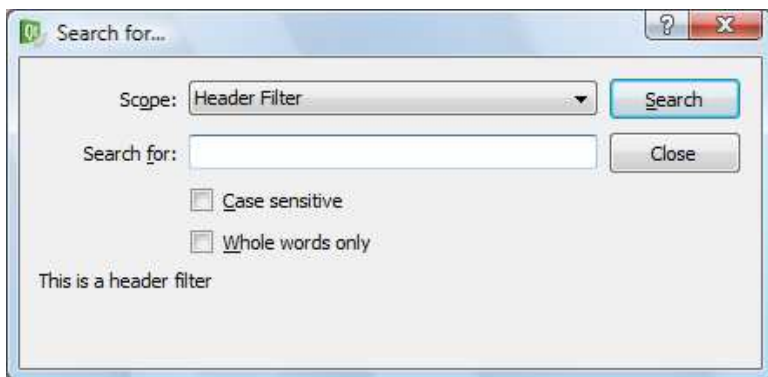 Search for...
Scope: Header Filter Search
Search for: Close
Case sensitive
Whole words only
This is a header filter